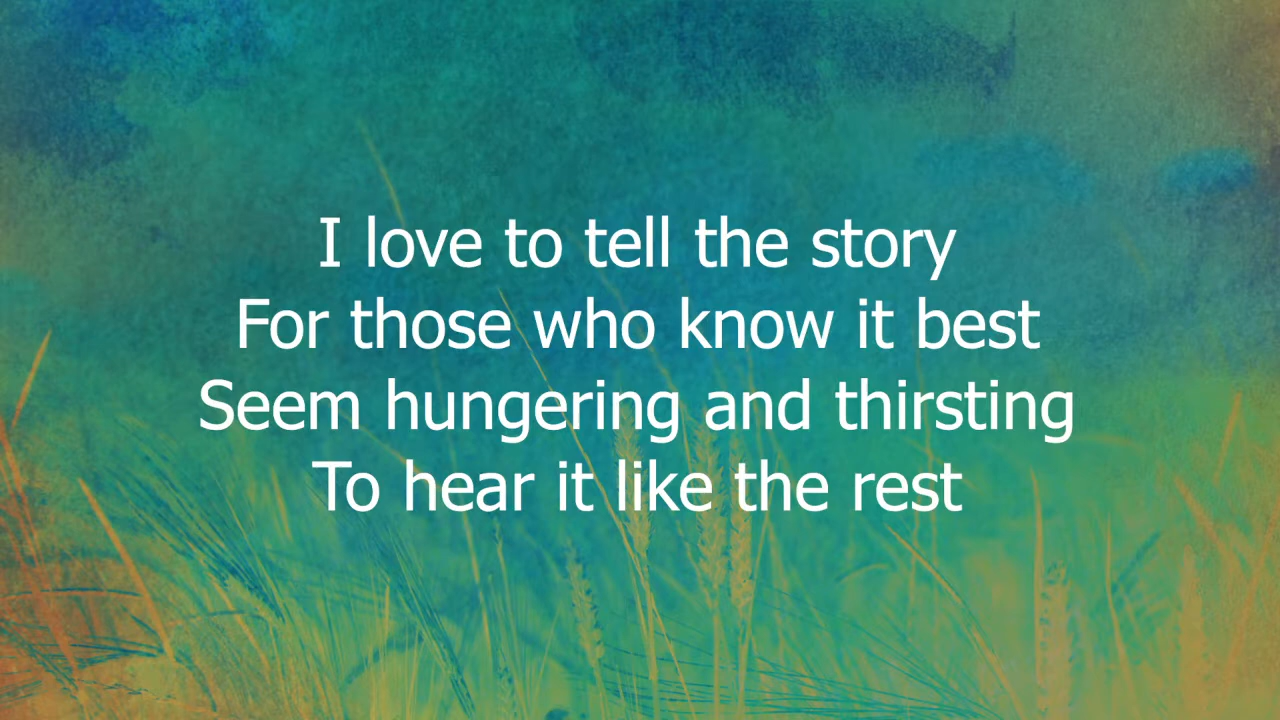 I love to tell the story
For those who know it best
Seem hungering and thirsting
To hear it like the rest